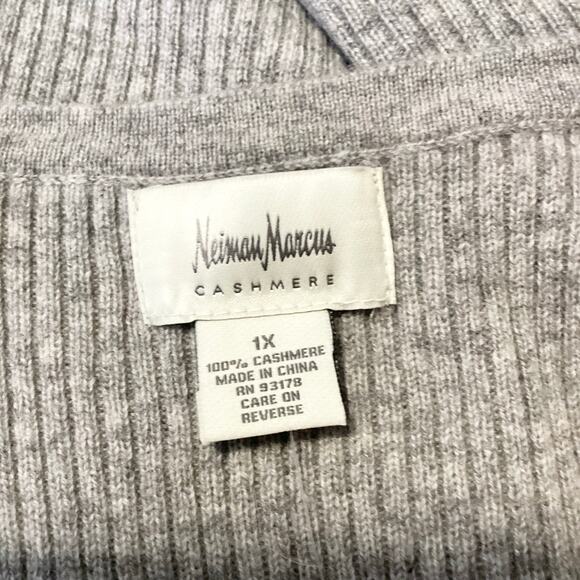 Neiman Marcus
CASHMERE
1X
100% CASHMERE
MADE IN CHINA
RN 93178
CARE ON
REVERSE